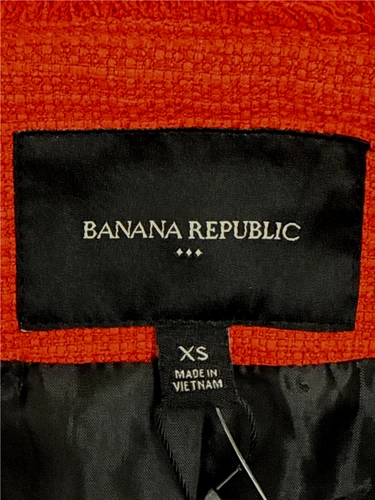 BANANA REPUBLIC
XS
MADE IN
VIETNAM